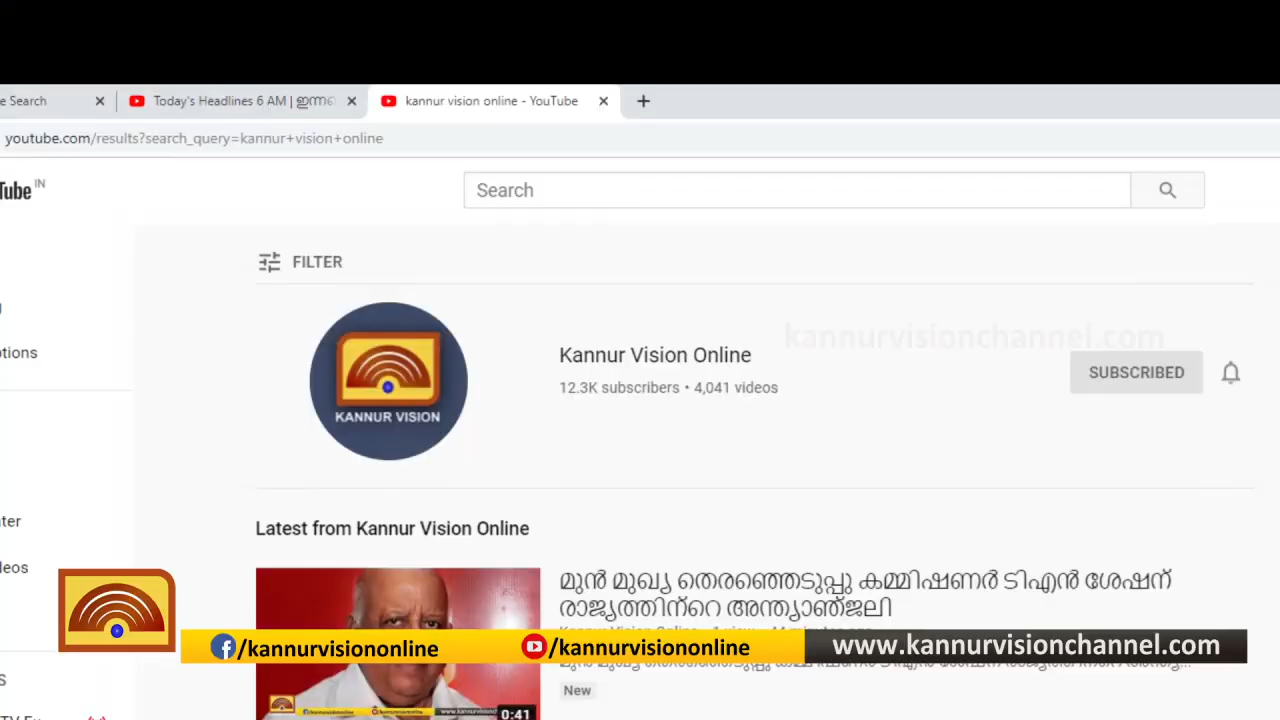 e Search
Today's Headlines 6 AM | ഇന്നത
kannur vision online - YouTube
youtube.com/results?search_query=kannur+vision+online
Tube IN
Search
FILTER
kannurvisionchannel.com
Kannur Vision Online
12.3K subscribers • 4,041 videos
SUBSCRIBED
KANNUR VISION
ptions
Latest from Kannur Vision Online
ater
eos
മുൻ മുഖ്യ തെരഞ്ഞെടുപ്പു കമ്മിഷണർ ടിഎൻ ശേഷന്
രാജ്യത്തിന്റെ അന്ത്യാഞ്ജലി
/kannurvisiononline
/kannurvisiononline
www.kannurvisionchannel.com
New
0:41